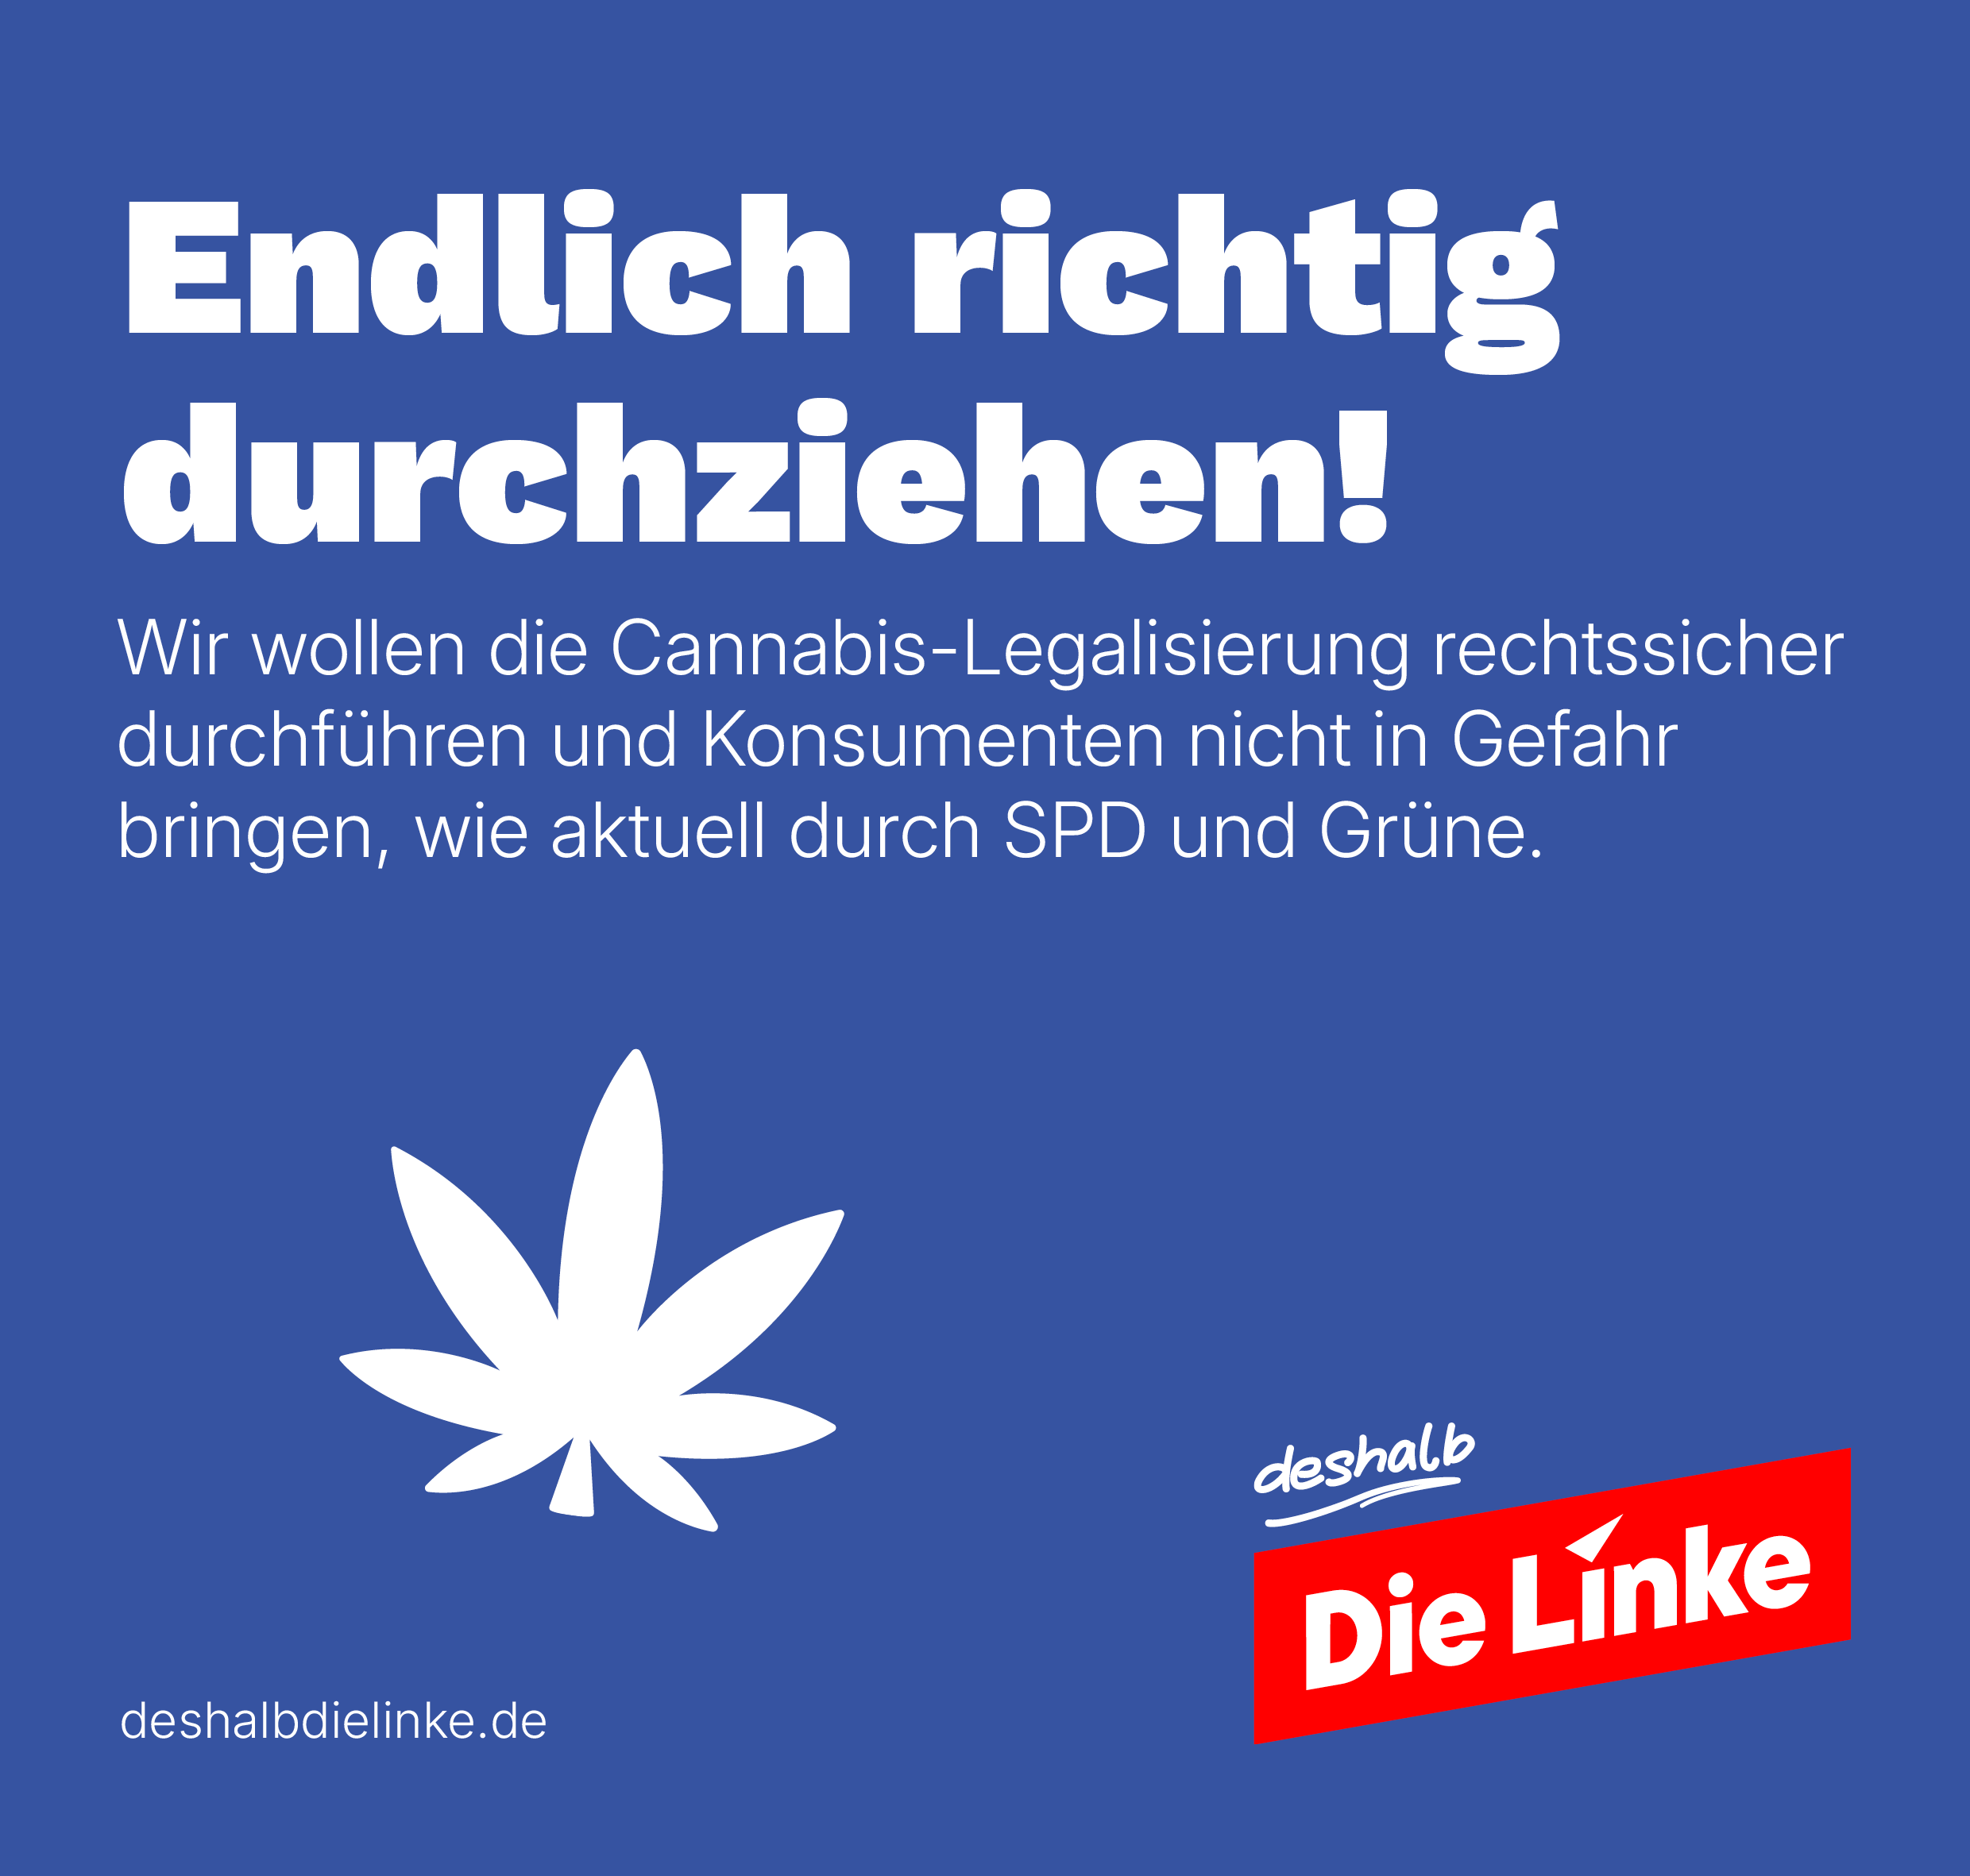 Endlich richtig
durchziehen!
Wir wollen die Cannabis-Legalisierung rechtssicher
durchführen und Konsumenten nicht in Gefahr
bringen, wie aktuell durch SPD und Grüne.
deshalb
Die Linke
deshalbdielinke.de